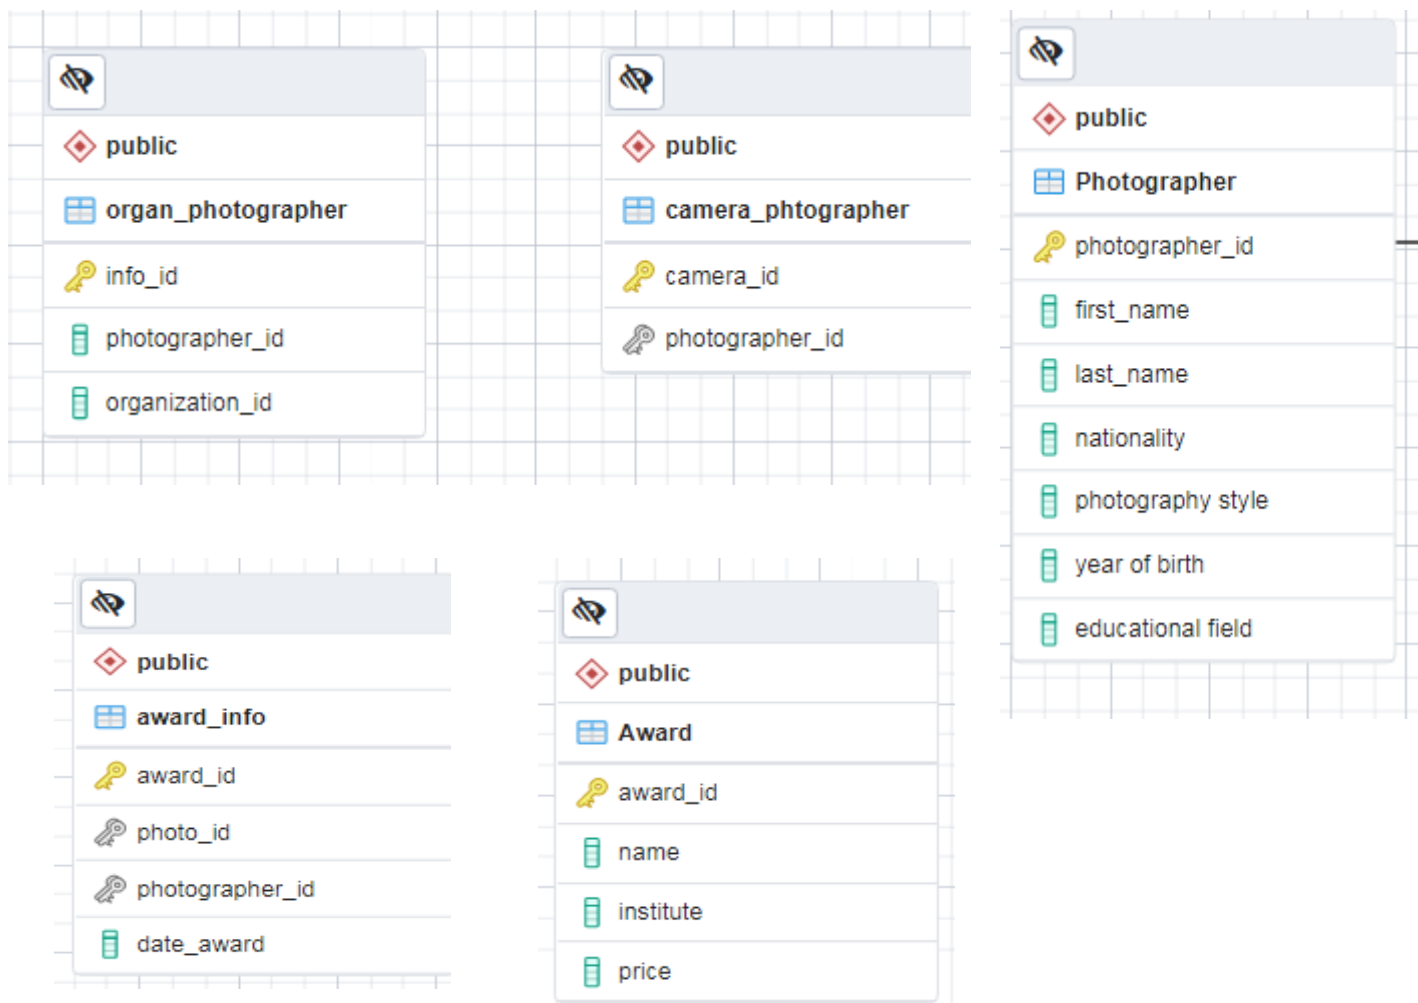 public
organ_photographer
info_id
photographer_id
organization_id
public
camera_phtographer
camera_id
photographer_id
public
Photographer
photographer_id
first_name
last_name
nationality
photography style
year of birth
educational field
public
award_info
award_id
photo_id
photographer_id
date_award
public
Award
award_id
name
institute
price